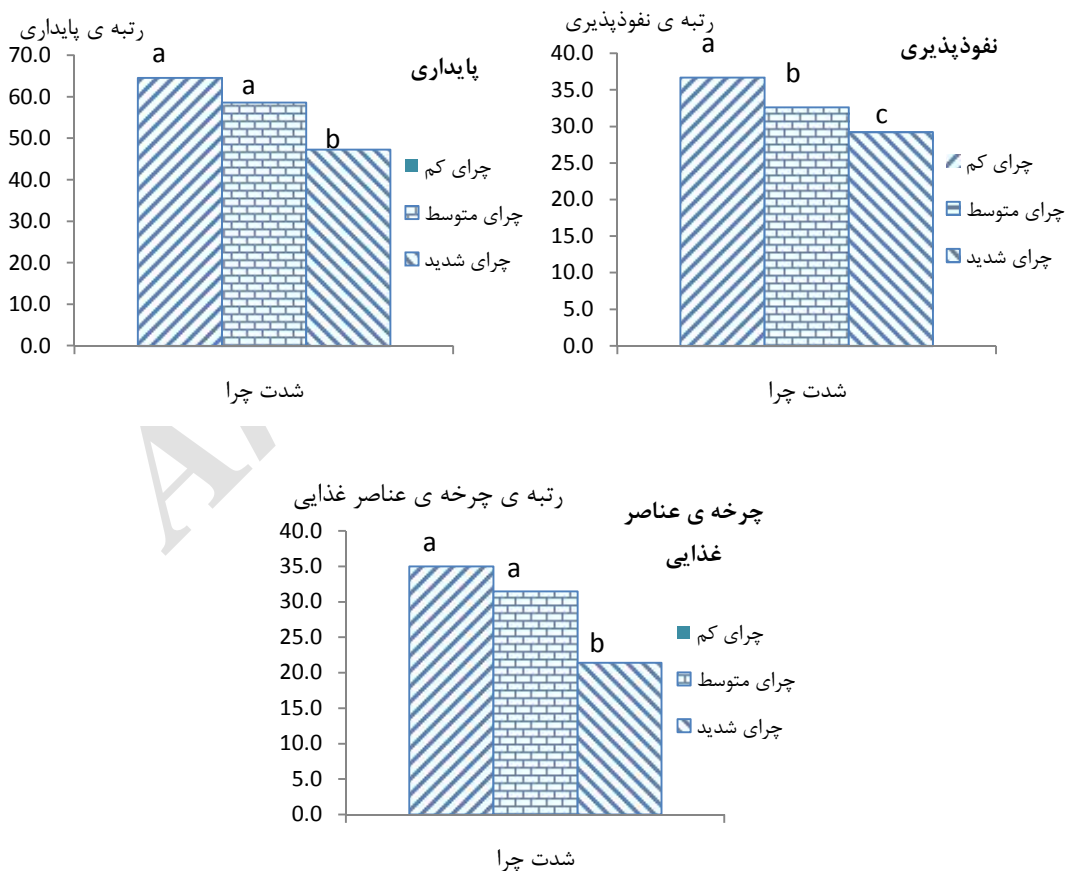 رتبه ی پایداری
پایداری
70.0
60.0
50.0
40.0
30.0
20.0
10.0
0.0
a
a
b
چرای کم
چرای متوسط
چرای شدید
شدت چرا
رتبه ی نفوذپذیری
نفوذپذیری
40.0
35.0
30.0
25.0
20.0
15.0
10.0
5.0
0.0
a
b
c
چرای کم
چرای متوسط
چرای شدید
شدت چرا
رتبه ی چرخه ی عناصر غذایی
چرخه ی عناصر
غذایی
40.0
35.0
30.0
25.0
20.0
15.0
10.0
5.0
0.0
a
a
b
چرای کم
چرای متوسط
چرای شدید
شدت چرا